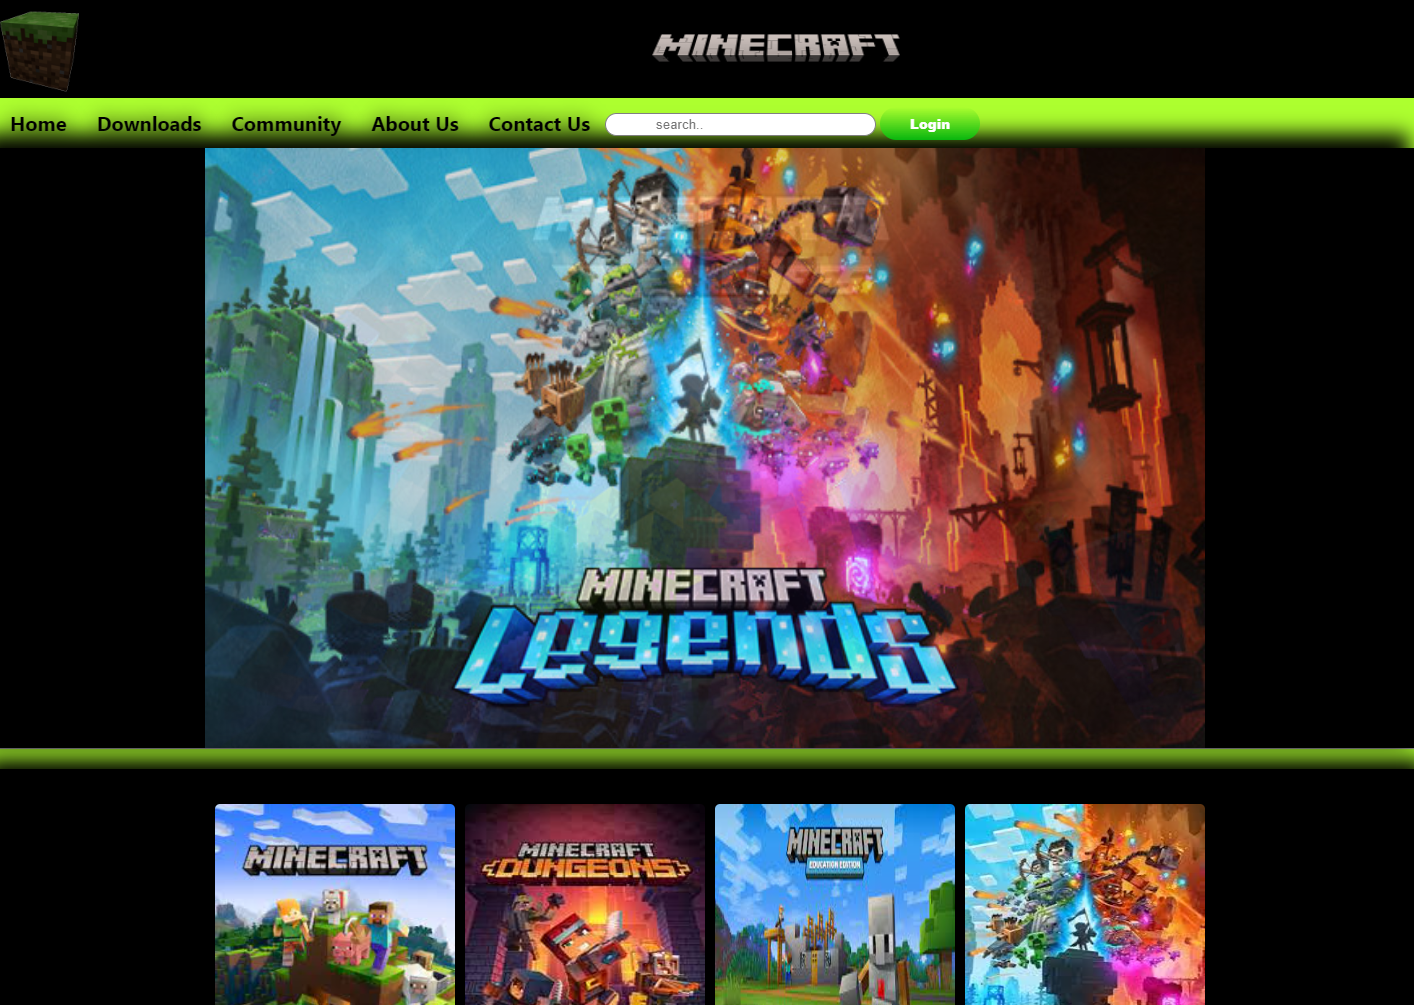 MINECRAFT
Home Downloads Community About Us Contact Us search.. Login
MINECRAFT
Legends
MINECRAFT
MINECRAFT
DUNGEONS
MINECRAFT
EDUCATION EDITION